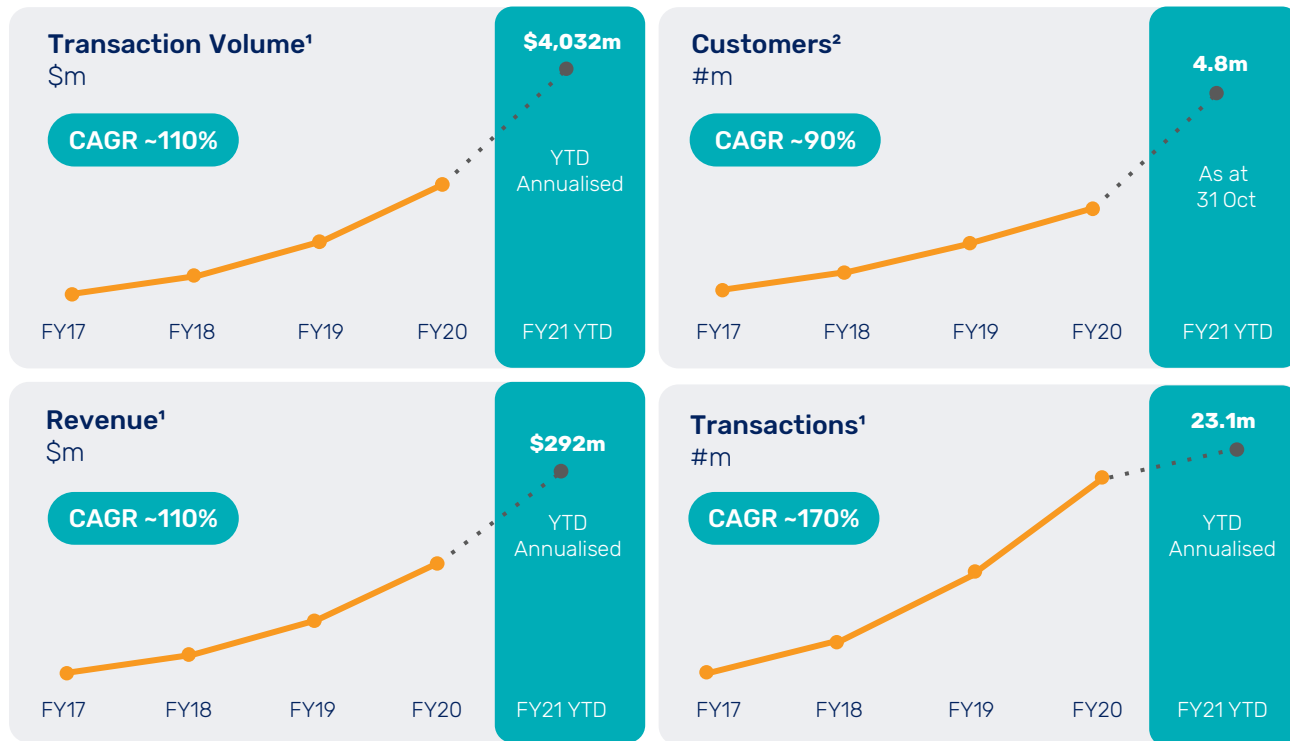 Transaction Volume¹
$m
CAGR ~110%
$4,032m
YTD
Annualised
FY17
FY18
FY19
FY20
FY21 YTD
Customers²
#m
CAGR ~90%
4.8m
As at
31 Oct
FY17
FY18
FY19
FY20
FY21 YTD
Revenue¹
$m
CAGR ~110%
$292m
YTD
Annualised
FY17
FY18
FY19
FY20
FY21 YTD
Transactions¹
#m
CAGR ~170%
23.1m
YTD
Annualised
FY17
FY18
FY19
FY20
FY21 YTD